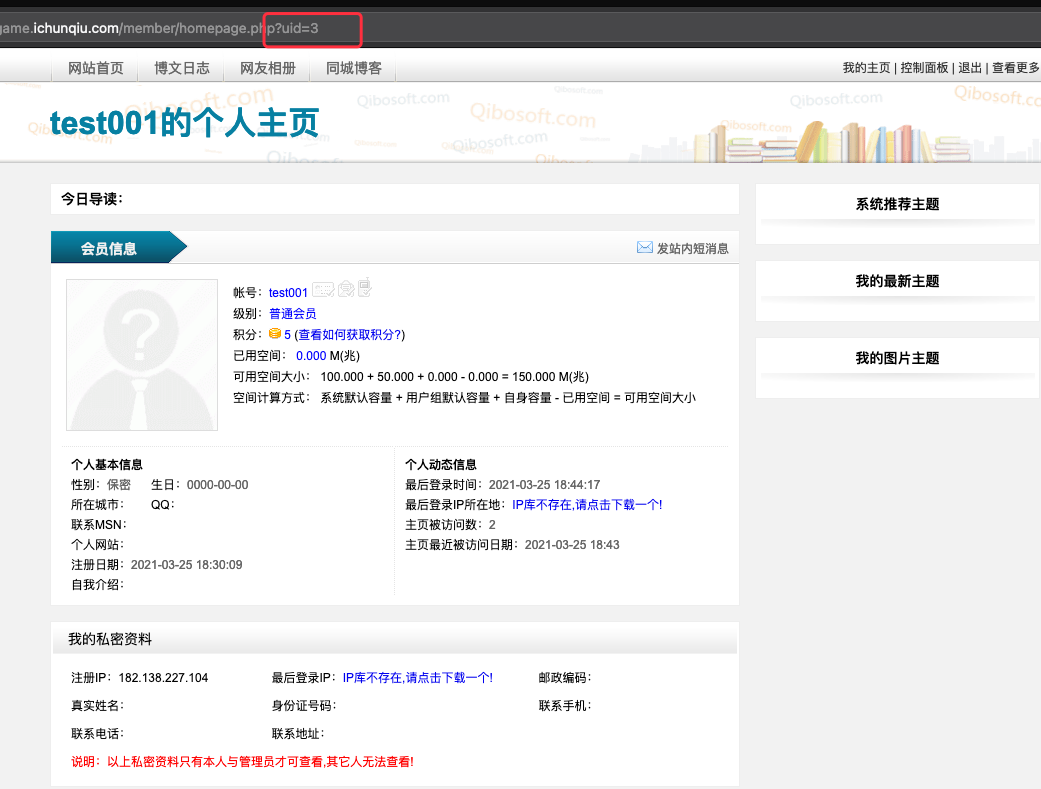 game.ichunqiu.com/member/homepage.php?uid=3
网站首页 博文日志 网友相册 同城博客 我的主页 | 控制面板 | 退出 | 查看更多
Qibosoft.com Qibosoft.com Qibosoft.com Qibosoft.com Qibosoft.com
test001的个人主页
Qibosoft.com Qibosoft.com
今日导读：
系统推荐主题
会员信息 发站内短消息
帐号：test001
级别：普通会员
积分：5 (查看如何获取积分?)
已用空间： 0.000 M(兆)
可用空间大小： 100.000 + 50.000 + 0.000 - 0.000 = 150.000 M(兆)
空间计算方式： 系统默认容量 + 用户组默认容量 + 自身容量 - 已用空间 = 可用空间大小
我的最新主题
我的图片主题
个人基本信息
性别：保密 生日：0000-00-00
所在城市： QQ：
联系MSN：
个人网站：
注册日期：2021-03-25 18:30:09
自我介绍：
个人动态信息
最后登录时间：2021-03-25 18:44:17
最后登录IP所在地：IP库不存在,请点击下载一个!
主页被访问数：2
主页最近被访问日期：2021-03-25 18:43
我的私密资料
注册IP：182.138.227.104 最后登录IP：IP库不存在,请点击下载一个! 邮政编码：
真实姓名： 身份证号码： 联系手机：
联系电话： 联系地址：
说明：以上私密资料只有本人与管理员才可查看,其它人无法查看!